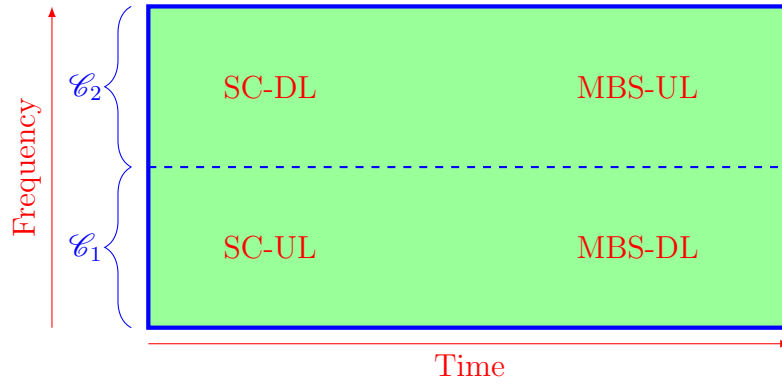 Frequency
𝒞2
SC-DL MBS-UL
𝒞1
SC-UL MBS-DL
Time